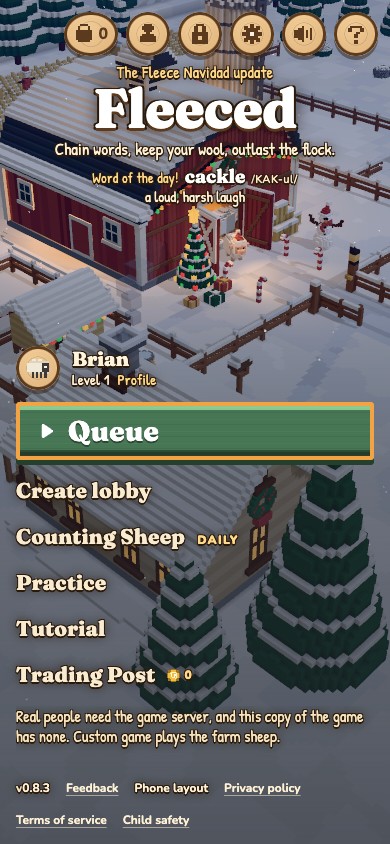 0
?
The Fleece Navidad update
Fleeced
Chain words, keep your wool, outlast the flock.
Word of the day! cackle /KAK-ul/
a loud, harsh laugh
Brian
Level 1 Profile
Queue
Create lobby
Counting Sheep DAILY
Practice
Tutorial
Trading Post 0
Real people need the game server, and this copy of the game
has none. Custom game plays the farm sheep.
v0.8.3 Feedback Phone layout Privacy policy
Terms of service Child safety